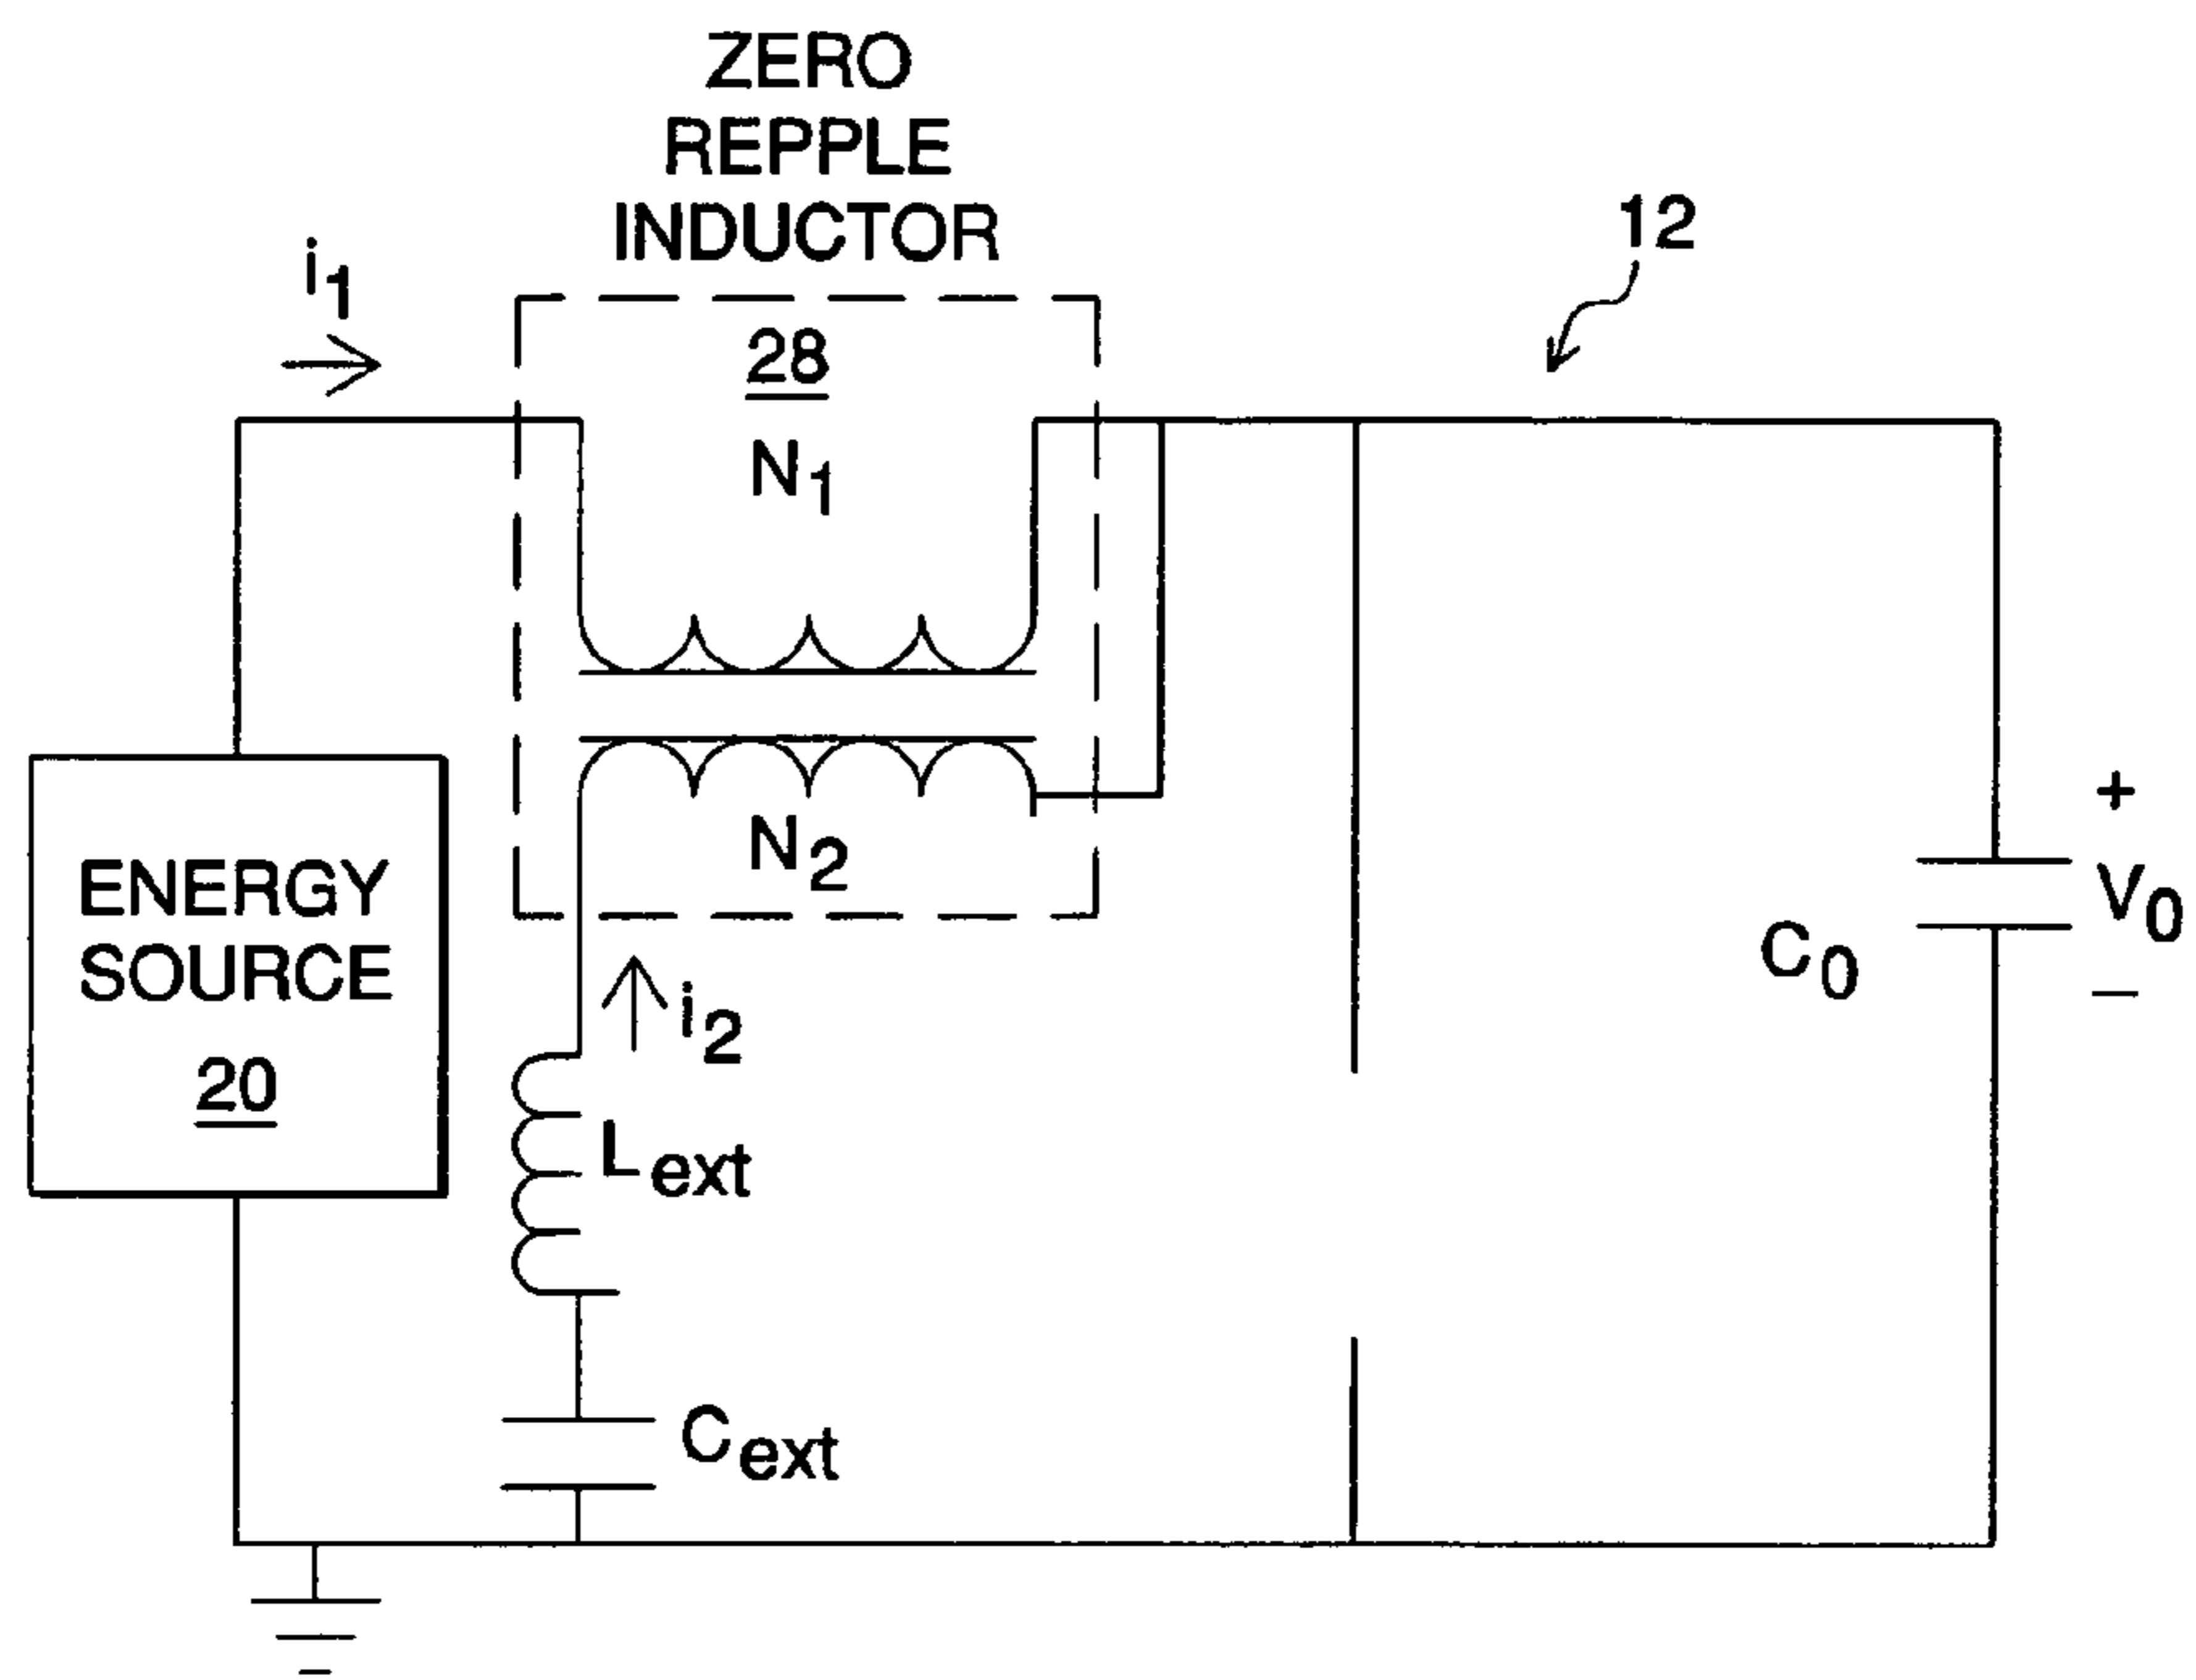 ZERO
REPPLE
INDUCTOR
12
i1
28
N1
N2
ENERGY
SOURCE
20
i2
Lext
Cext
C0
+
V0
−